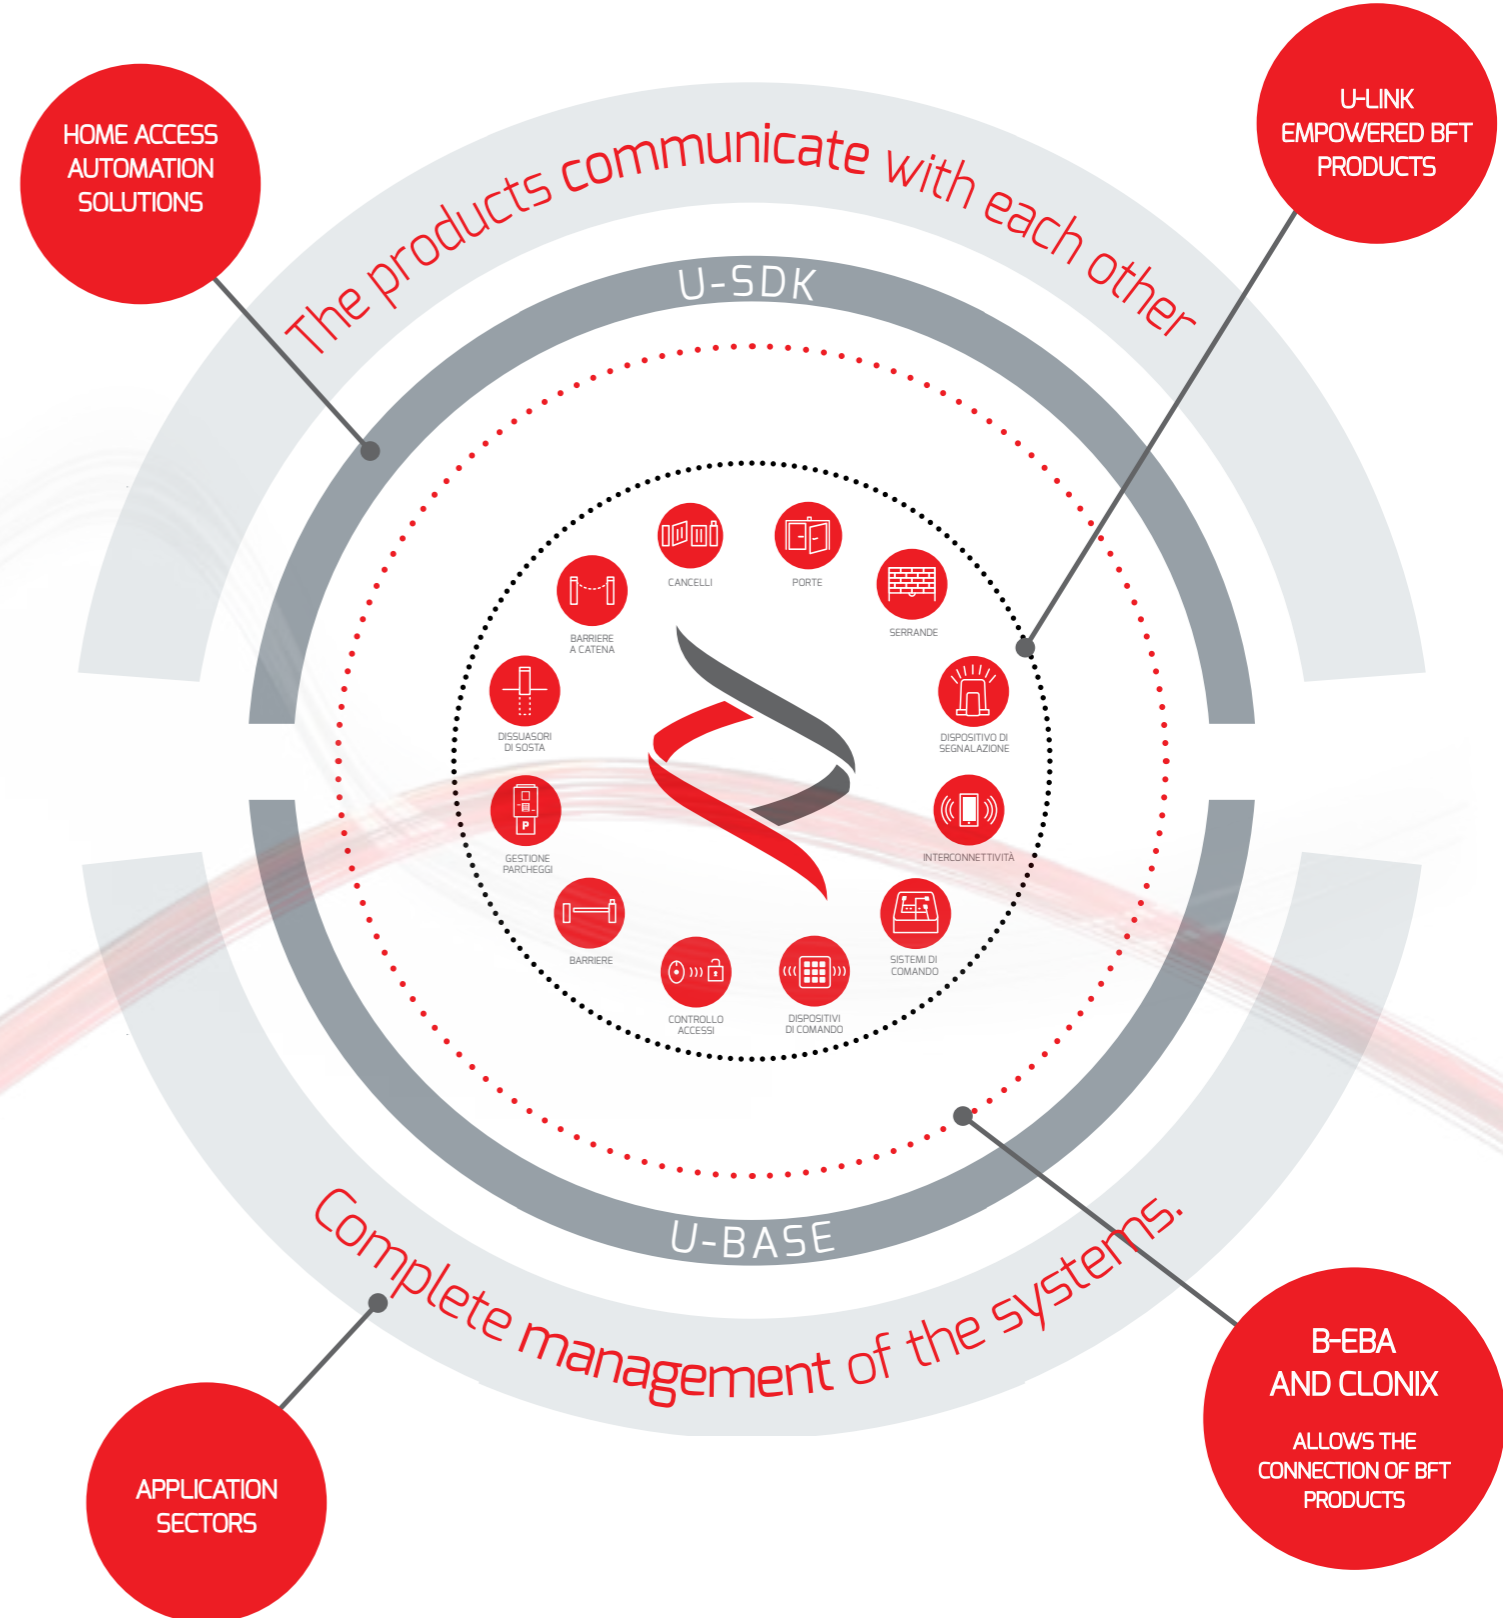 HOME ACCESS
AUTOMATION
SOLUTIONS
U-LINK
EMPOWERED BFT
PRODUCTS
The products communicate with each other
U-SDK
CANCELLI
PORTE
BARRIERE
A CATENA
SERRANDE
DISSUASORI
DI SOSTA
DISPOSITIVO DI
SEGNALAZIONE
P
GESTIONE
PARCHEGGI
INTERCONNETTIVITÀ
BARRIERE
SISTEMI DI
COMANDO
CONTROLLO
ACCESSI
DISPOSITIVI
DI COMANDO
U-BASE
Complete management of the systems.
B-EBA
AND CLONIX
ALLOWS THE
CONNECTION OF BFT
PRODUCTS
APPLICATION
SECTORS